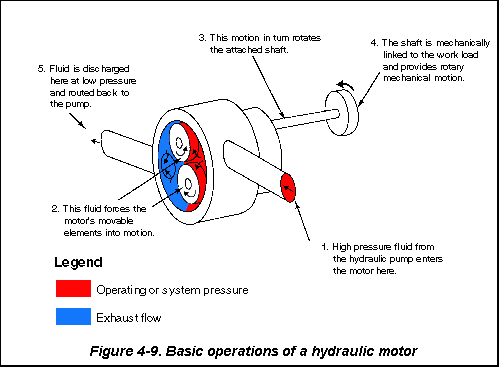 3. This motion in turn rotates
the attached shaft.
4. The shaft is mechanically
linked to the work load
and provides rotary
mechanical motion.
5. Fluid is discharged
here at low pressure
and routed back to
the pump.
2. This fluid forces the
motor's movable
elements into motion.
1. High pressure fluid from
the hydraulic pump enters
the motor here.
Legend
Operating or system pressure
Exhaust flow
Figure 4-9. Basic operations of a hydraulic motor